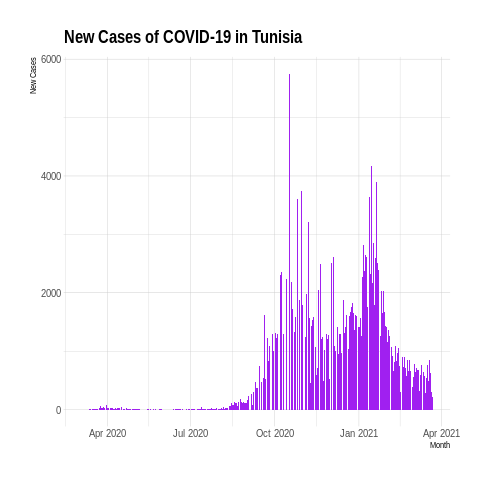 New Cases of COVID-19 in Tunisia
New Cases
6000
4000
2000
0
Apr 2020
Jul 2020
Oct 2020
Jan 2021
Apr 2021
Month